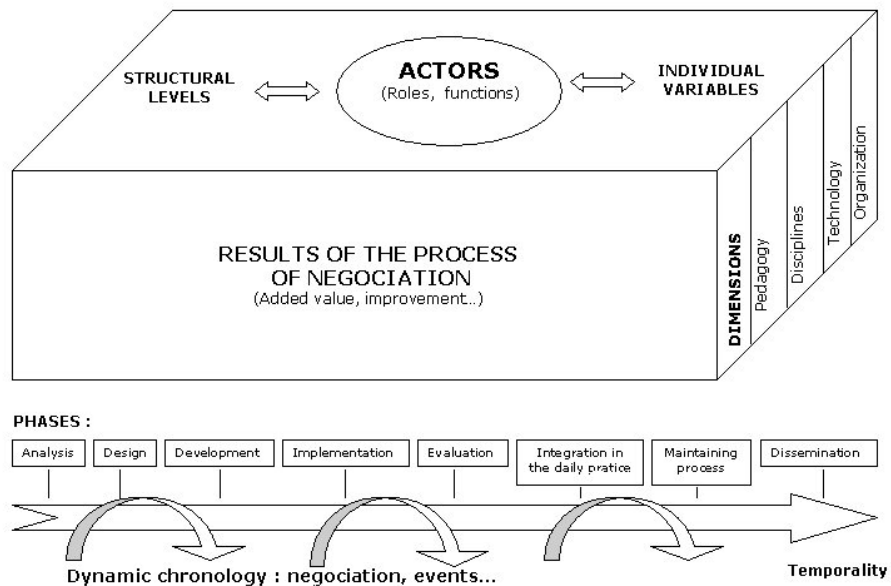 STRUCTURAL
LEVELS
ACTORS
(Roles, functions)
INDIVIDUAL
VARIABLES
RESULTS OF THE PROCESS
OF NEGOCIATION
(Added value, improvement...)
DIMENSIONS
Pedagogy
Disciplines
Technology
Organization
PHASES :
Analysis
Design
Development
Implementation
Evaluation
Integration in
the daily pratice
Maintaining
process
Dissemination
Dynamic chronology : negociation, events...
Temporality